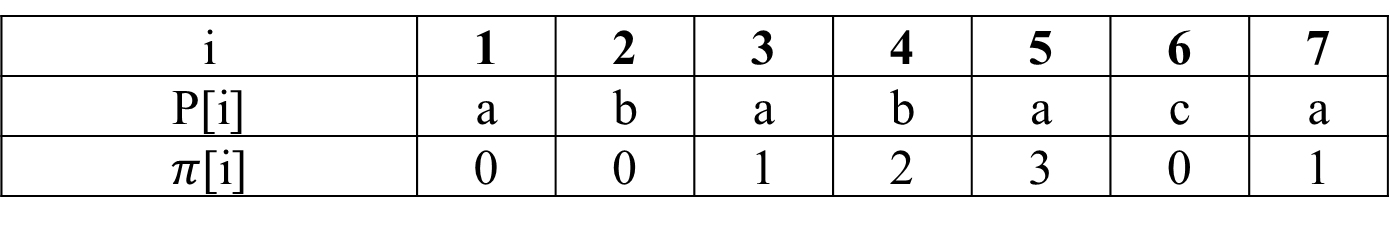 i 1 2 3 4 5 6 7
P[i] a b a b a c a
π[i] 0 0 1 2 3 0 1